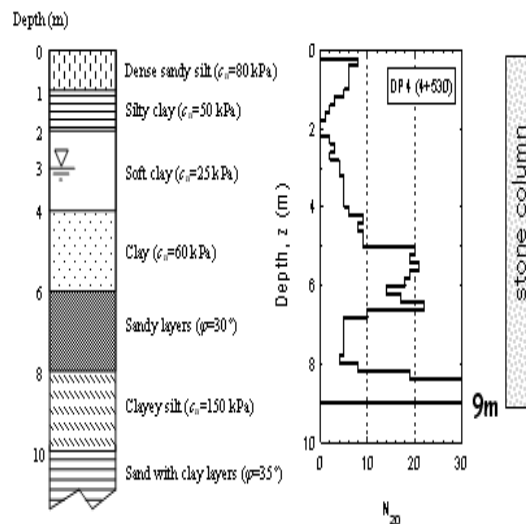 Depth (m)
0
Dense sandy silt (cᵤ=80 kPa)
1
Silty clay (cᵤ=50 kPa)
2
3
Soft clay (cᵤ=25 kPa)
4
Clay (cᵤ=60 kPa)
6
Sandy layers (φ=30°)
8
Clayey silt (cᵤ=150 kPa)
10
Sand with clay layers (φ=35°)
DP4 (4+530)
Depth, z (m)
0
2
4
6
8
10
0
10
20
30
N₂₀
9m
stone column